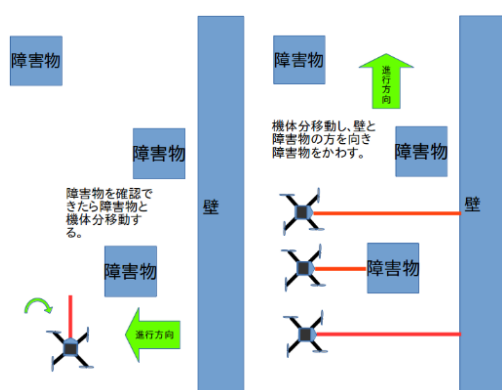 障害物
障害物
障害物を確認で
きたら障害物と
機体分移動す
る。
障害物
進行方向
壁
障害物
進行方向
機体分移動し、壁と
障害物の方を向き
障害物をかわす。
障害物
障害物
壁